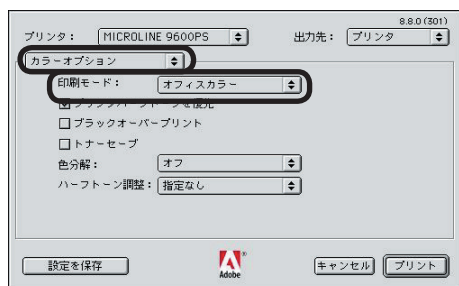 8.8.0 (301)
プリンタ： MICROLINE 9600PS 出力先： プリンタ
カラーオプション
印刷モード： オフィスカラー
ブラックオーバープリント
トナーセーブ
色分解： オフ
ハーフトーン調整： 指定なし
設定を保存 Adobe キャンセル プリント